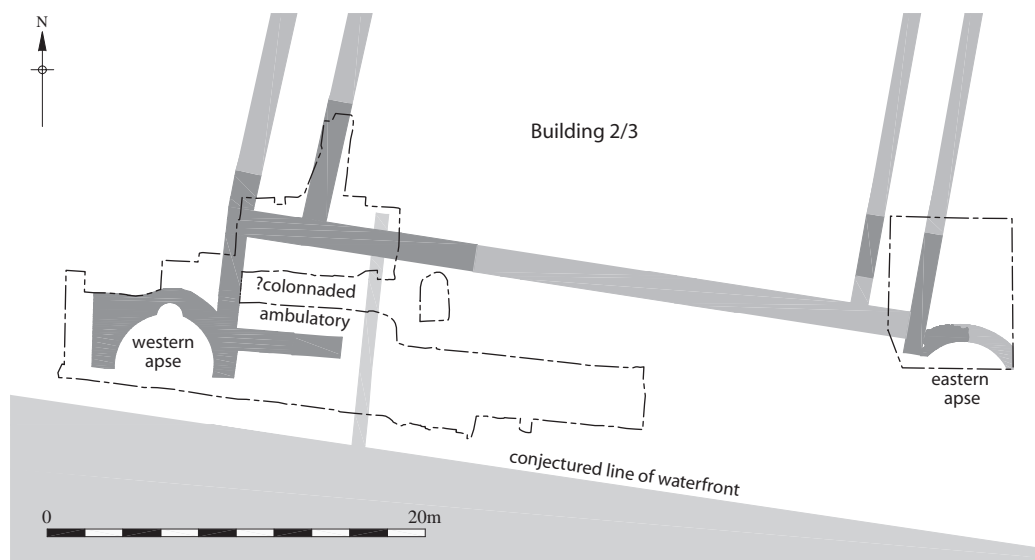 N
Building 2/3
?colonnaded
ambulatory
western
apse
eastern
apse
conjectured line of waterfront
0
20m